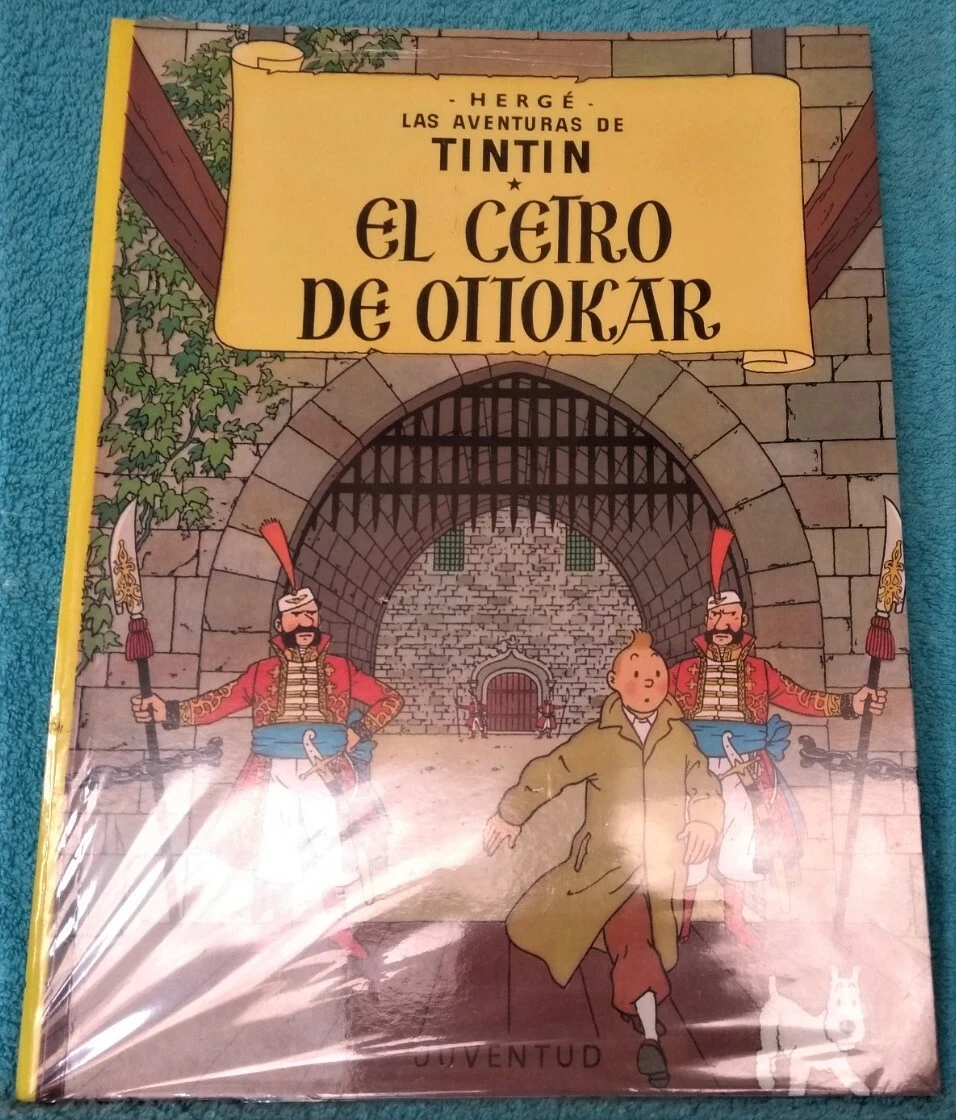 - HERGÉ -
LAS AVENTURAS DE
TINTIN
★
EL CETRO
DE OTTOKAR
JUVENTUD